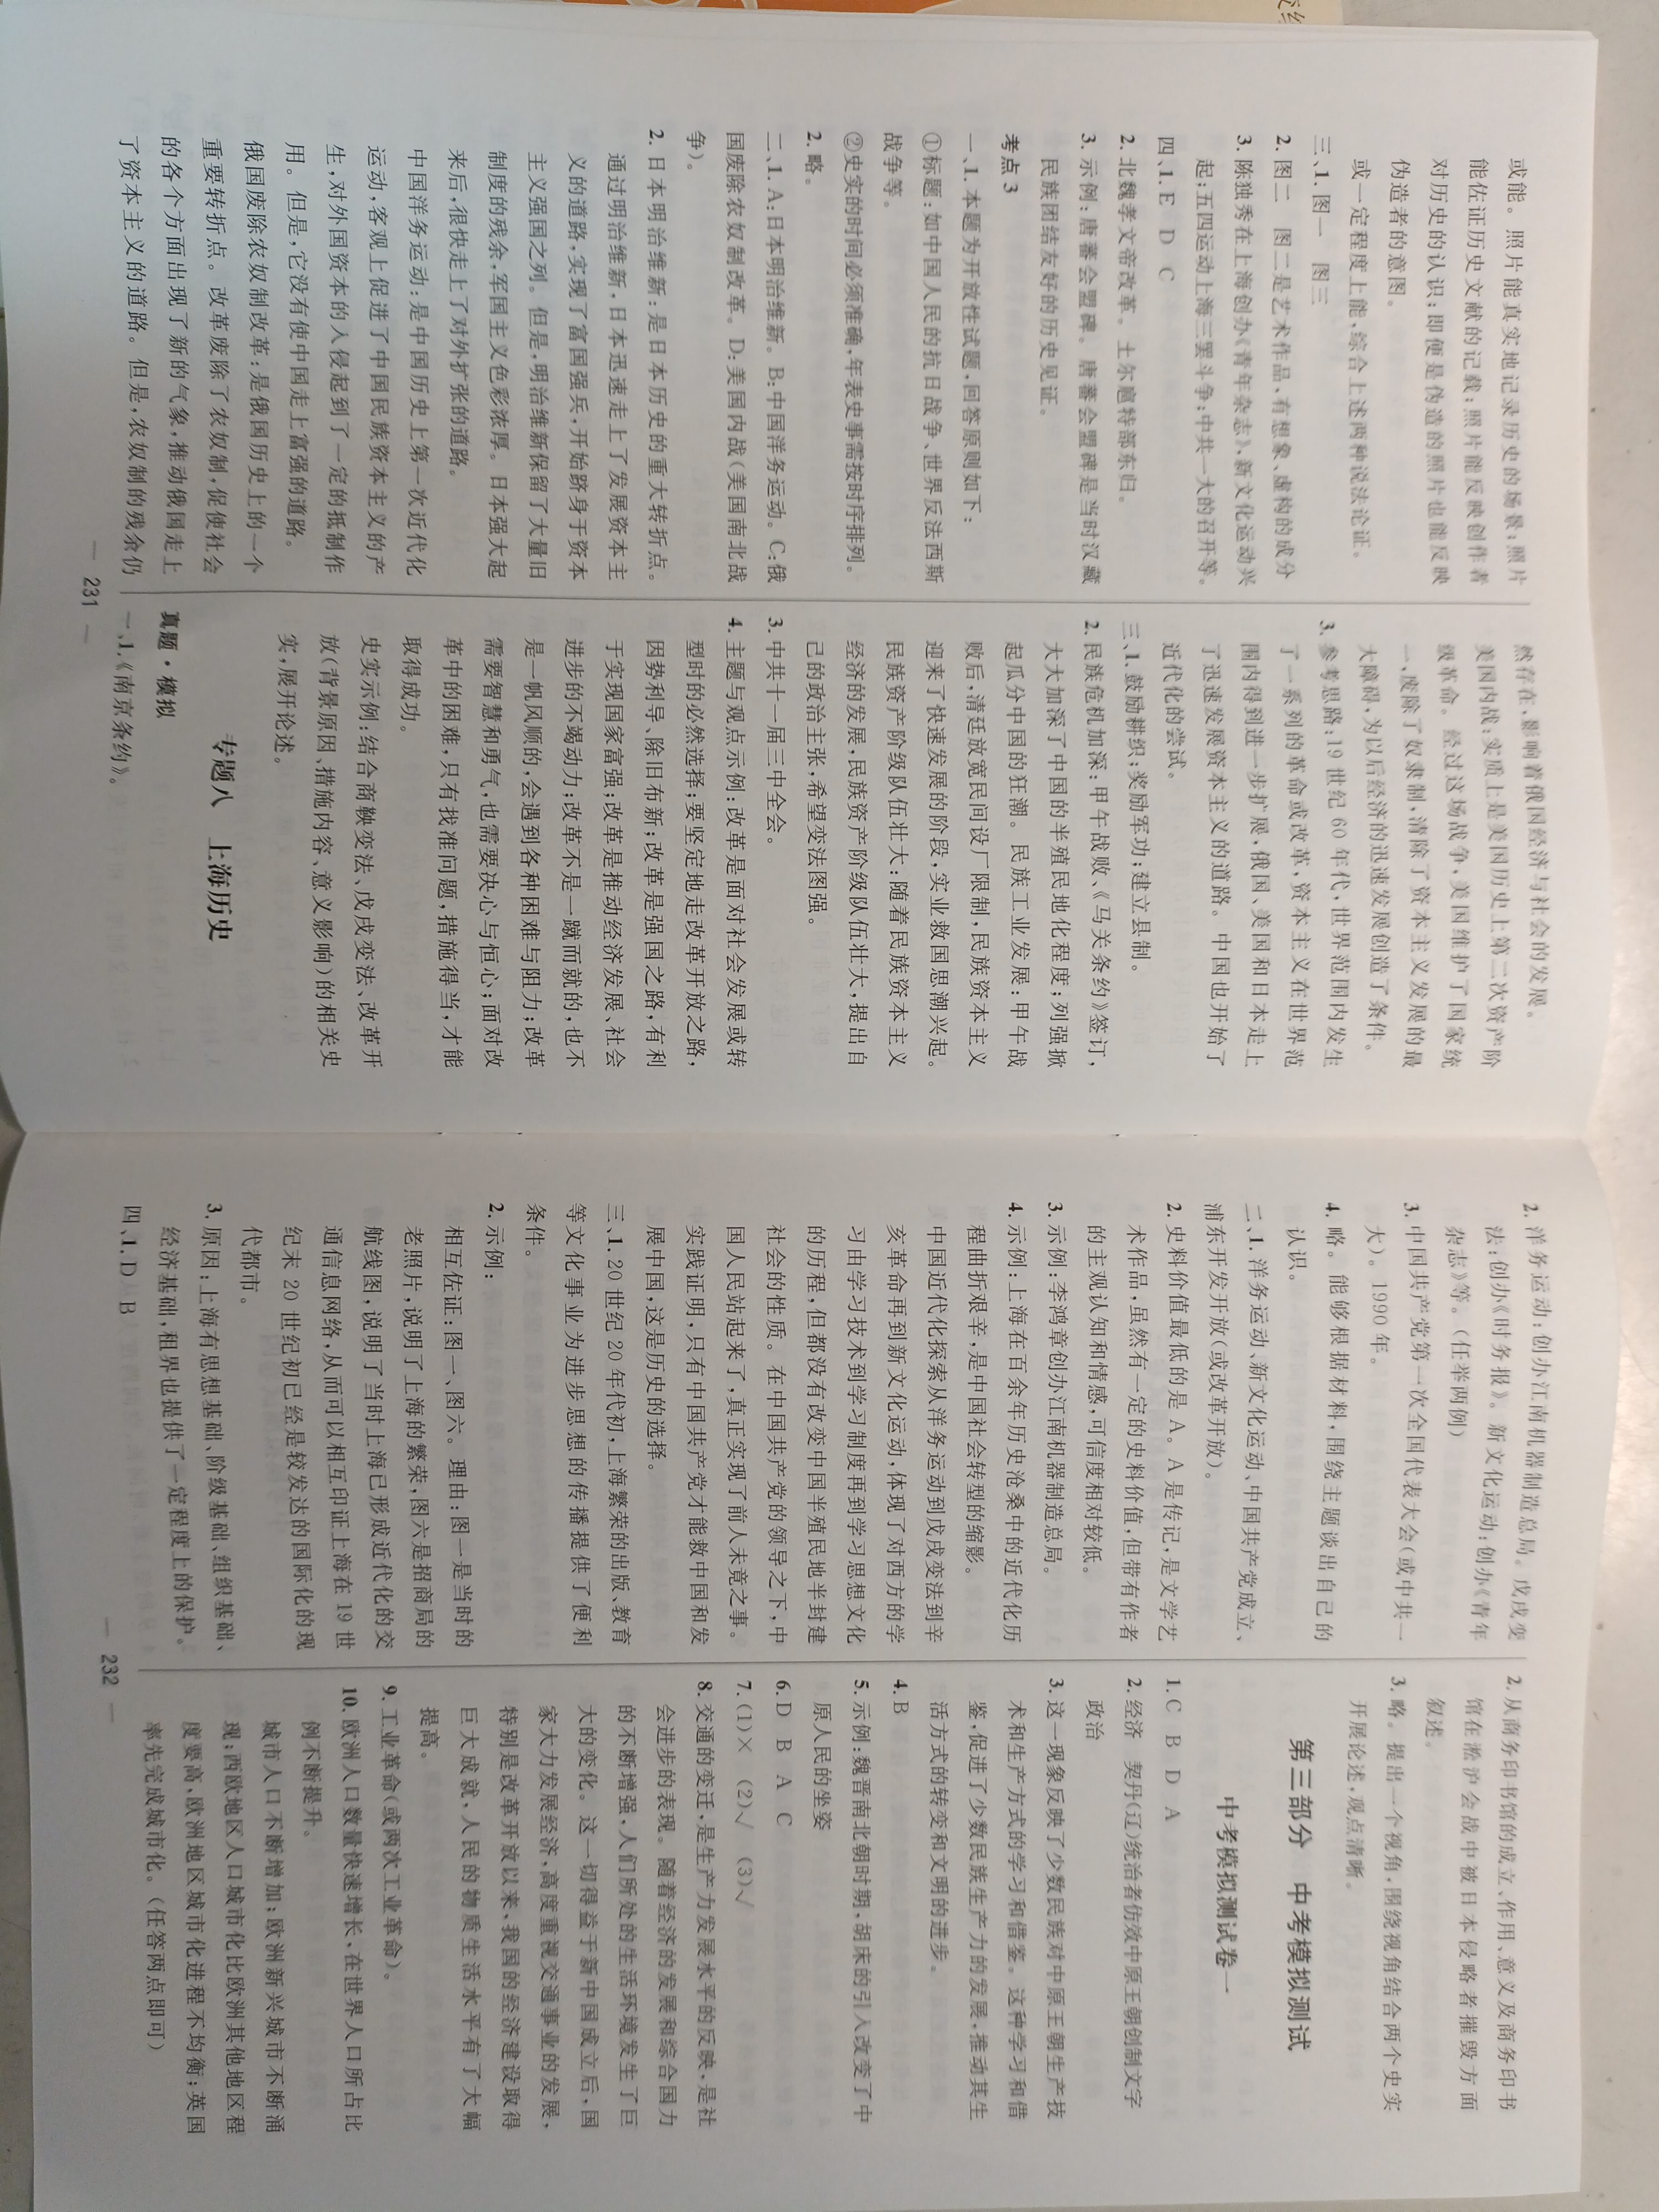 或能。照片能真实地记录历史的场景；照片
能佐证历史文献的记载；照片能反映创作者
对历史的认识；即便是伪造的照片也能反映
伪造者的意图。
或一定程度上能，综合上述两种说法论证。
三、1. 图一　图三
2. 图二　图二是艺术作品，有想象、虚构的成分
3. 陈独秀在上海创办《青年杂志》，新文化运动兴
起；五四运动上海三罢斗争；中共一大的召开等。
四、1. E　D　C
2. 北魏孝文帝改革。土尔扈特部东归。
3. 示例：唐蕃会盟碑。唐蕃会盟碑是当时汉藏
民族团结友好的历史见证。
考点 3
一、1. 本题为开放性试题，回答原则如下：
①标题：如中国人民的抗日战争、世界反法西斯
战争等。
②史实的时间必须准确，年表史事需按时序排列。
2. 略。
二、1. A：日本明治维新。B：中国洋务运动。C：俄
国废除农奴制改革。D：美国内战（美国南北战
争）。
2. 日本明治维新：是日本历史的重大转折点。
通过明治维新，日本迅速走上了发展资本主
义的道路，实现了富国强兵，开始跻身于资本
主义强国之列。但是，明治维新保留了大量旧
制度的残余，军国主义色彩浓厚。日本强大起
来后，很快走上了对外扩张的道路。
中国洋务运动：是中国历史上第一次近代化
运动，客观上促进了中国民族资本主义的产
生，对外国资本的入侵起到了一定的抵制作
用。但是，它没有使中国走上富强的道路。
俄国废除农奴制改革：是俄国历史上的一个
重要转折点。改革废除了农奴制，促使社会
的各个方面出现了新的气象，推动俄国走上
了资本主义的道路。但是，农奴制的残余仍
— 231 —
然存在，影响着俄国经济与社会的发展。
美国内战：实质上是美国历史上第二次资产阶
级革命。经过这场战争，美国维护了国家统
一，废除了奴隶制，清除了资本主义发展的最
大障碍，为以后经济的迅速发展创造了条件。
3. 参考思路：19 世纪 60 年代，世界范围内发生
了一系列的革命或改革，资本主义在世界范
围内得到进一步扩展，俄国、美国和日本走上
了迅速发展资本主义的道路。中国也开始了
近代化的尝试。
三、1. 鼓励耕织；奖励军功；建立县制。
2. 民族危机加深：甲午战败、《马关条约》签订，
大大加深了中国的半殖民地化程度；列强掀
起瓜分中国的狂潮。民族工业发展：甲午战
败后，清廷放宽民间设厂限制，民族资本主义
迎来了快速发展的阶段，实业救国思潮兴起。
民族资产阶级队伍壮大：随着民族资本主义
经济的发展，民族资产阶级队伍壮大，提出自
己的政治主张，希望变法图强。
3. 中共十一届三中全会。
4. 主题与观点示例：改革是面对社会发展或转
型时的必然选择；要坚定地走改革开放之路，
因势利导、除旧布新；改革是强国之路，有利
于实现国家富强；改革是推动经济发展、社会
进步的不竭动力；改革不是一蹴而就的，也不
是一帆风顺的，会遇到各种困难与阻力；改革
需要智慧和勇气，也需要决心与恒心；面对改
革中的困难，只有找准问题，措施得当，才能
取得成功。
史实示例：结合商鞅变法、戊戌变法、改革开
放（背景原因、措施内容、意义影响）的相关史
实，展开论述。
专题八　上海历史
真题·模拟
一、1.《南京条约》。
2. 洋务运动：创办江南机器制造总局。戊戌变
法：创办《时务报》。新文化运动：创办《青年
杂志》等。（任举两例）
3. 中国共产党第一次全国代表大会（或中共一
大）。1990 年。
4. 略。能够根据材料，围绕主题谈出自己的
认识。
二、1. 洋务运动、新文化运动、中国共产党成立、
浦东开发开放（或改革开放）。
2. 史料价值最低的是 A。A 是传记，是文学艺
术作品，虽然有一定的史料价值，但带有作者
的主观认知和情感，可信度相对较低。
3. 示例：李鸿章创办江南机器制造总局。
4. 示例：上海在百余年历史沧桑中的近代化历
程曲折艰辛，是中国社会转型的缩影。
中国近代化探索从洋务运动到戊戌变法到辛
亥革命再到新文化运动，体现了对西方的学
习由学习技术到学习制度再到学习思想文化
的历程，但都没有改变中国半殖民地半封建
社会的性质。在中国共产党的领导之下，中
国人民站起来了，真正实现了前人未竟之事。
实践证明，只有中国共产党才能救中国和发
展中国，这是历史的选择。
三、1. 20 世纪 20 年代初，上海繁荣的出版、教育
等文化事业为进步思想的传播提供了便利
条件。
2. 示例：
相互佐证：图一、图六。理由：图一是当时的
老照片，说明了上海的繁荣，图六是招商局的
航线图，说明了当时上海已形成近代化的交
通信息网络，从而可以相互印证上海在 19 世
纪末 20 世纪初已经是较发达的国际化的现
代都市。
3. 原因：上海有思想基础、阶级基础、组织基础、
经济基础，租界也提供了一定程度上的保护。
四、1. D　B
2. 从商务印书馆的成立、作用、意义及商务印书
馆在淞沪会战中被日本侵略者摧毁方面
叙述。
3. 略。提出一个视角，围绕视角结合两个史实
开展论述，观点清晰。
第三部分　中考模拟测试
中考模拟测试卷一
1. C　B　D　A
2. 经济　契丹（辽）统治者仿效中原王朝创制文字
政治
3. 这一现象反映了少数民族对中原王朝生产技
术和生产方式的学习和借鉴。这种学习和借
鉴，促进了少数民族生产力的发展，推动其生
活方式的转变和文明的进步。
4. B
5. 示例：魏晋南北朝时期，胡床的引入改变了中
原人民的坐姿
6. D　B　A　C
7. （1）×　（2）√　（3）√
8. 交通的变迁，是生产力发展水平的反映，是社
会进步的表现。随着经济的发展和综合国力
的不断增强，人们所处的生活环境发生了巨
大的变化。这一切得益于新中国成立后，国
家大力发展经济，高度重视交通事业的发展，
特别是改革开放以来，我国的经济建设取得
巨大成就，人民的物质生活水平有了大幅
提高。
9. 工业革命（或两次工业革命）。
10. 欧洲人口数量快速增长，在世界人口所占比
例不断提升。
城市人口不断增加；欧洲新兴城市不断涌
现；西欧地区人口城市化比欧洲其他地区程
度要高，欧洲地区城市化进程不均衡；英国
率先完成城市化。（任答两点即可）
— 232 —